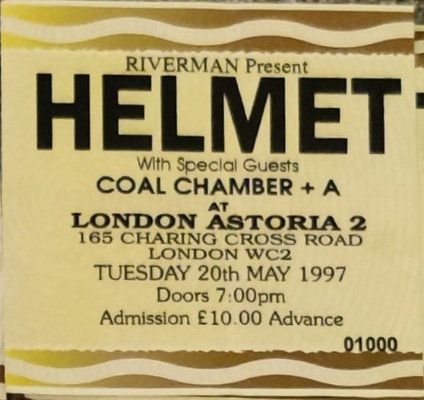 RIVERMAN Present
HELMET
With Special Guests
COAL CHAMBER + A
AT
LONDON ASTORIA 2
165 CHARING CROSS ROAD
LONDON WC2
TUESDAY 20th MAY 1997
Doors 7:00pm
Admission £10.00 Advance
01000